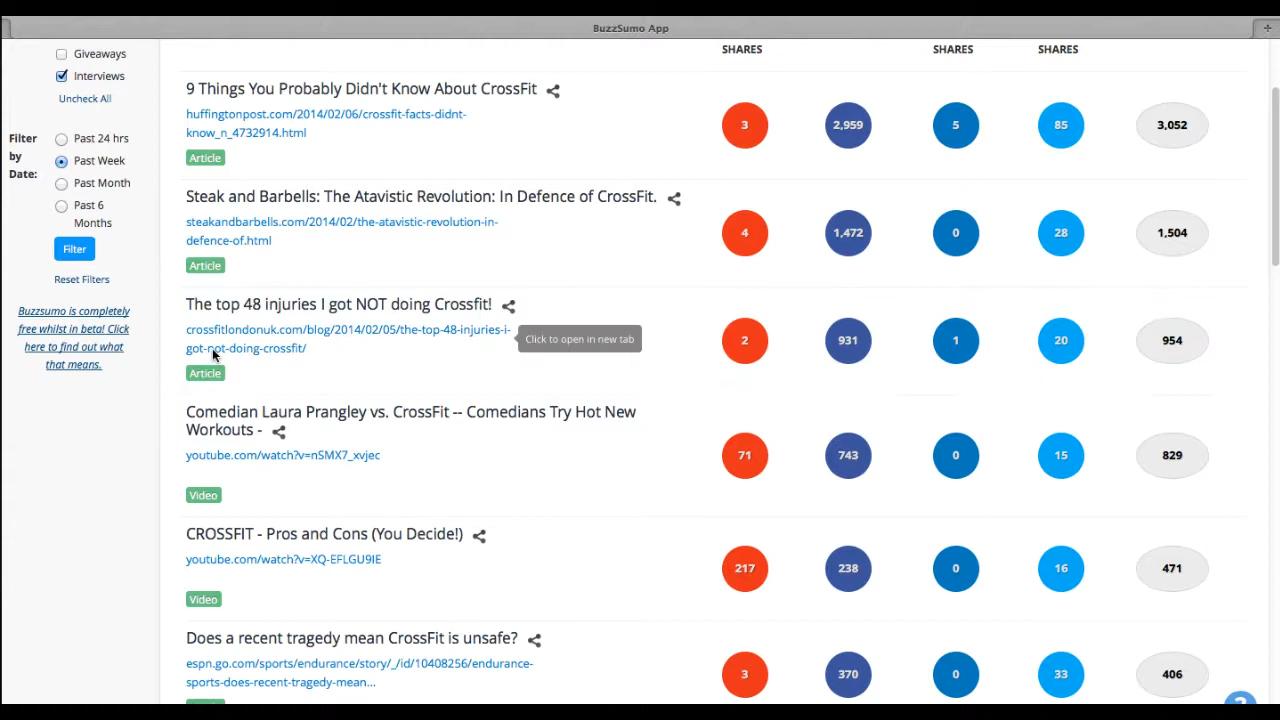 BuzzSumo App
+
Giveaways
Interviews
Uncheck All
Filter
by
Date:
Past 24 hrs
Past Week
Past Month
Past 6
Months
Filter
Reset Filters
Buzzsumo is completely
free whilst in beta! Click
here to find out what
that means.
SHARES SHARES SHARES
9 Things You Probably Didn't Know About CrossFit
huffingtonpost.com/2014/02/06/crossfit-facts-didnt-
know_n_4732914.html
Article
3 2,959 5 85 3,052
Steak and Barbells: The Atavistic Revolution: In Defence of CrossFit.
steakandbarbells.com/2014/02/the-atavistic-revolution-in-
defence-of.html
Article
4 1,472 0 28 1,504
The top 48 injuries I got NOT doing Crossfit!
crossfitlondonuk.com/blog/2014/02/05/the-top-48-injuries-i-
got-not-doing-crossfit/
Click to open in new tab
Article
2 931 1 20 954
Comedian Laura Prangley vs. CrossFit -- Comedians Try Hot New
Workouts -
youtube.com/watch?v=nSMX7_xvjec
Video
71 743 0 15 829
CROSSFIT - Pros and Cons (You Decide!)
youtube.com/watch?v=XQ-EFLGU9IE
Video
217 238 0 16 471
Does a recent tragedy mean CrossFit is unsafe?
espn.go.com/sports/endurance/story/_/id/10408256/endurance-
sports-does-recent-tragedy-mean...
3 370 0 33 406
?